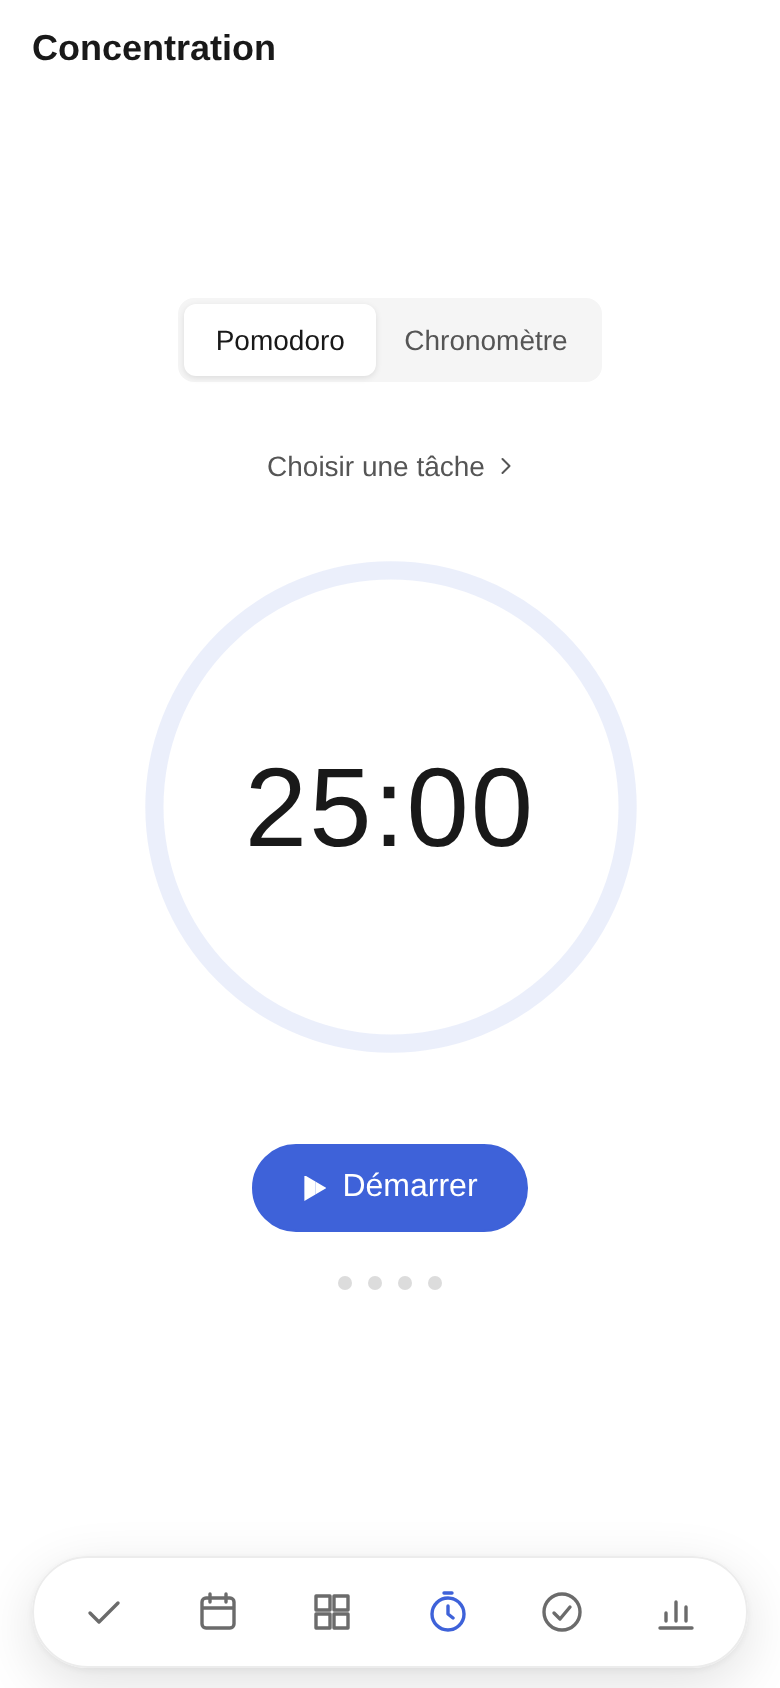 Concentration
Pomodoro
Chronomètre
Choisir une tâche
25:00
Démarrer